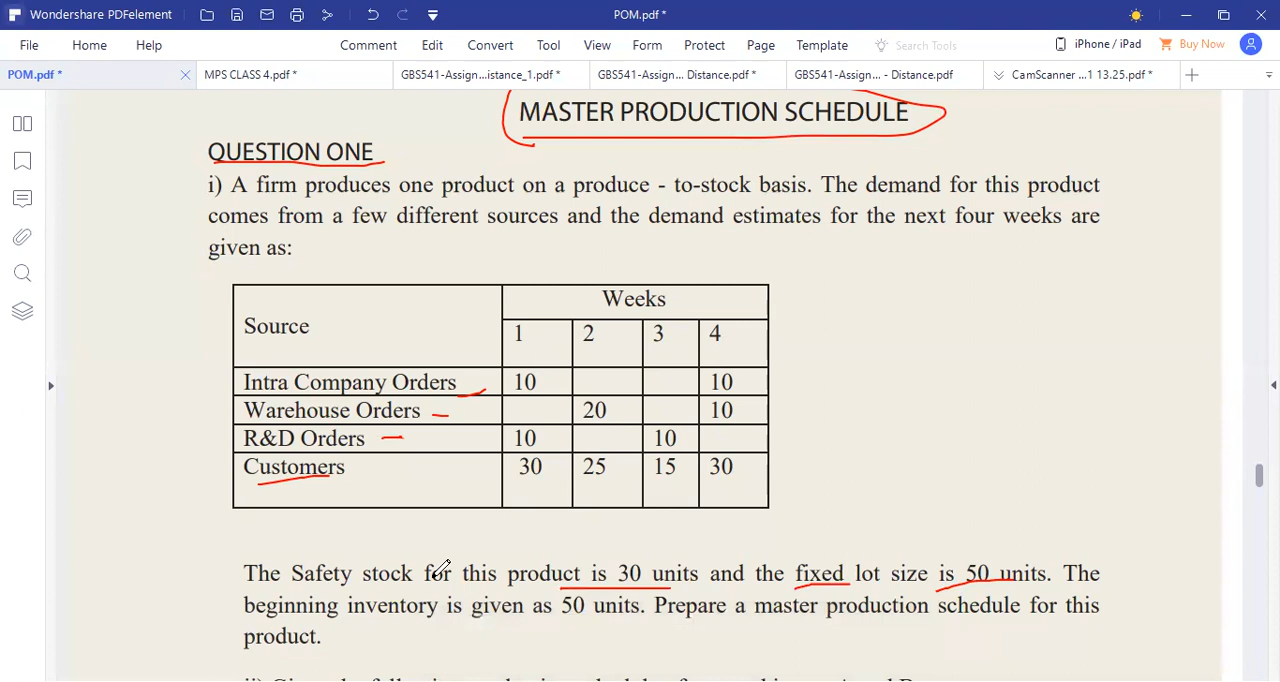 Wondershare PDFelement
POM.pdf *
File Home Help Comment Edit Convert Tool View Form Protect Page Template Search Tools iPhone / iPad Buy Now
POM.pdf * MPS CLASS 4.pdf * GBS541-Assign...istance_1.pdf * GBS541-Assign... Distance.pdf * GBS541-Assign... - Distance.pdf CamScanner ...1 13.25.pdf *
MASTER PRODUCTION SCHEDULE
QUESTION ONE
i) A firm produces one product on a produce - to-stock basis. The demand for this product
comes from a few different sources and the demand estimates for the next four weeks are
given as:
Source Weeks
1 2 3 4
Intra Company Orders 10 10
Warehouse Orders 20 10
R&D Orders 10 10
Customers 30 25 15 30
The Safety stock for this product is 30 units and the fixed lot size is 50 units. The
beginning inventory is given as 50 units. Prepare a master production schedule for this
product.